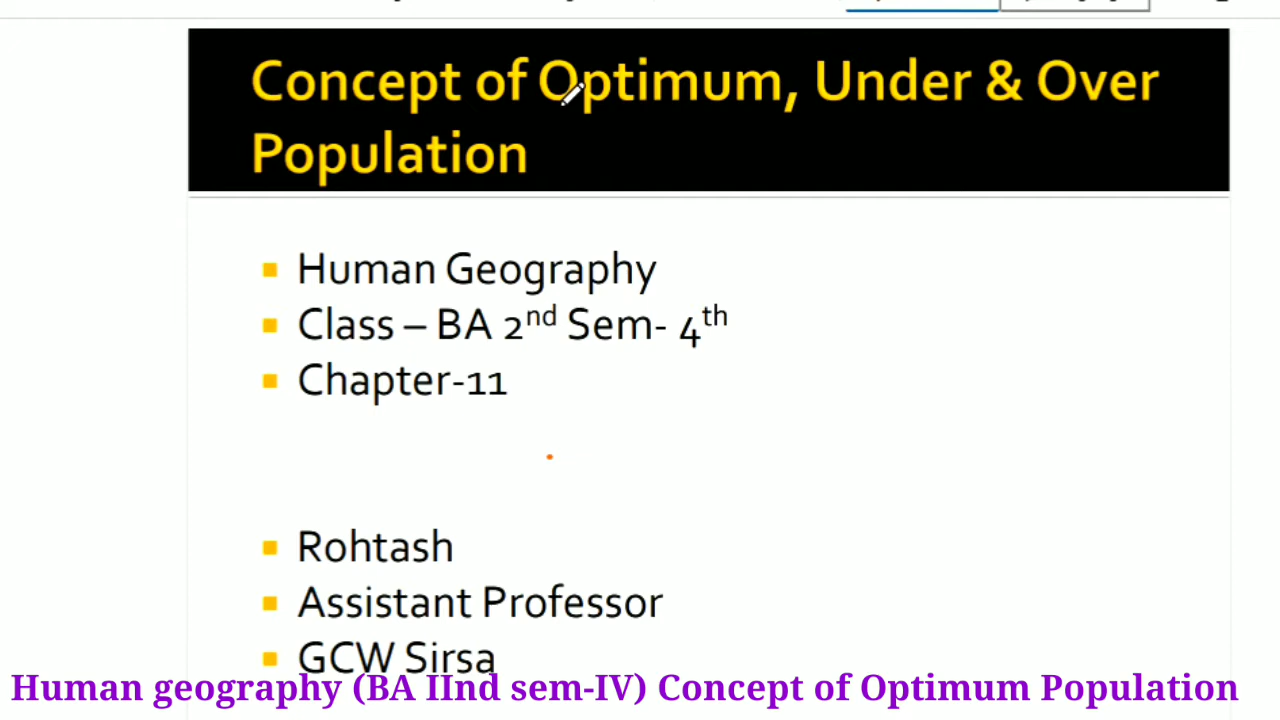 Concept of Optimum, Under & Over
Population
Human Geography
Class – BA 2nd Sem- 4th
Chapter-11
Rohtash
Assistant Professor
GCW Sirsa
Human geography (BA IInd sem-IV) Concept of Optimum Population